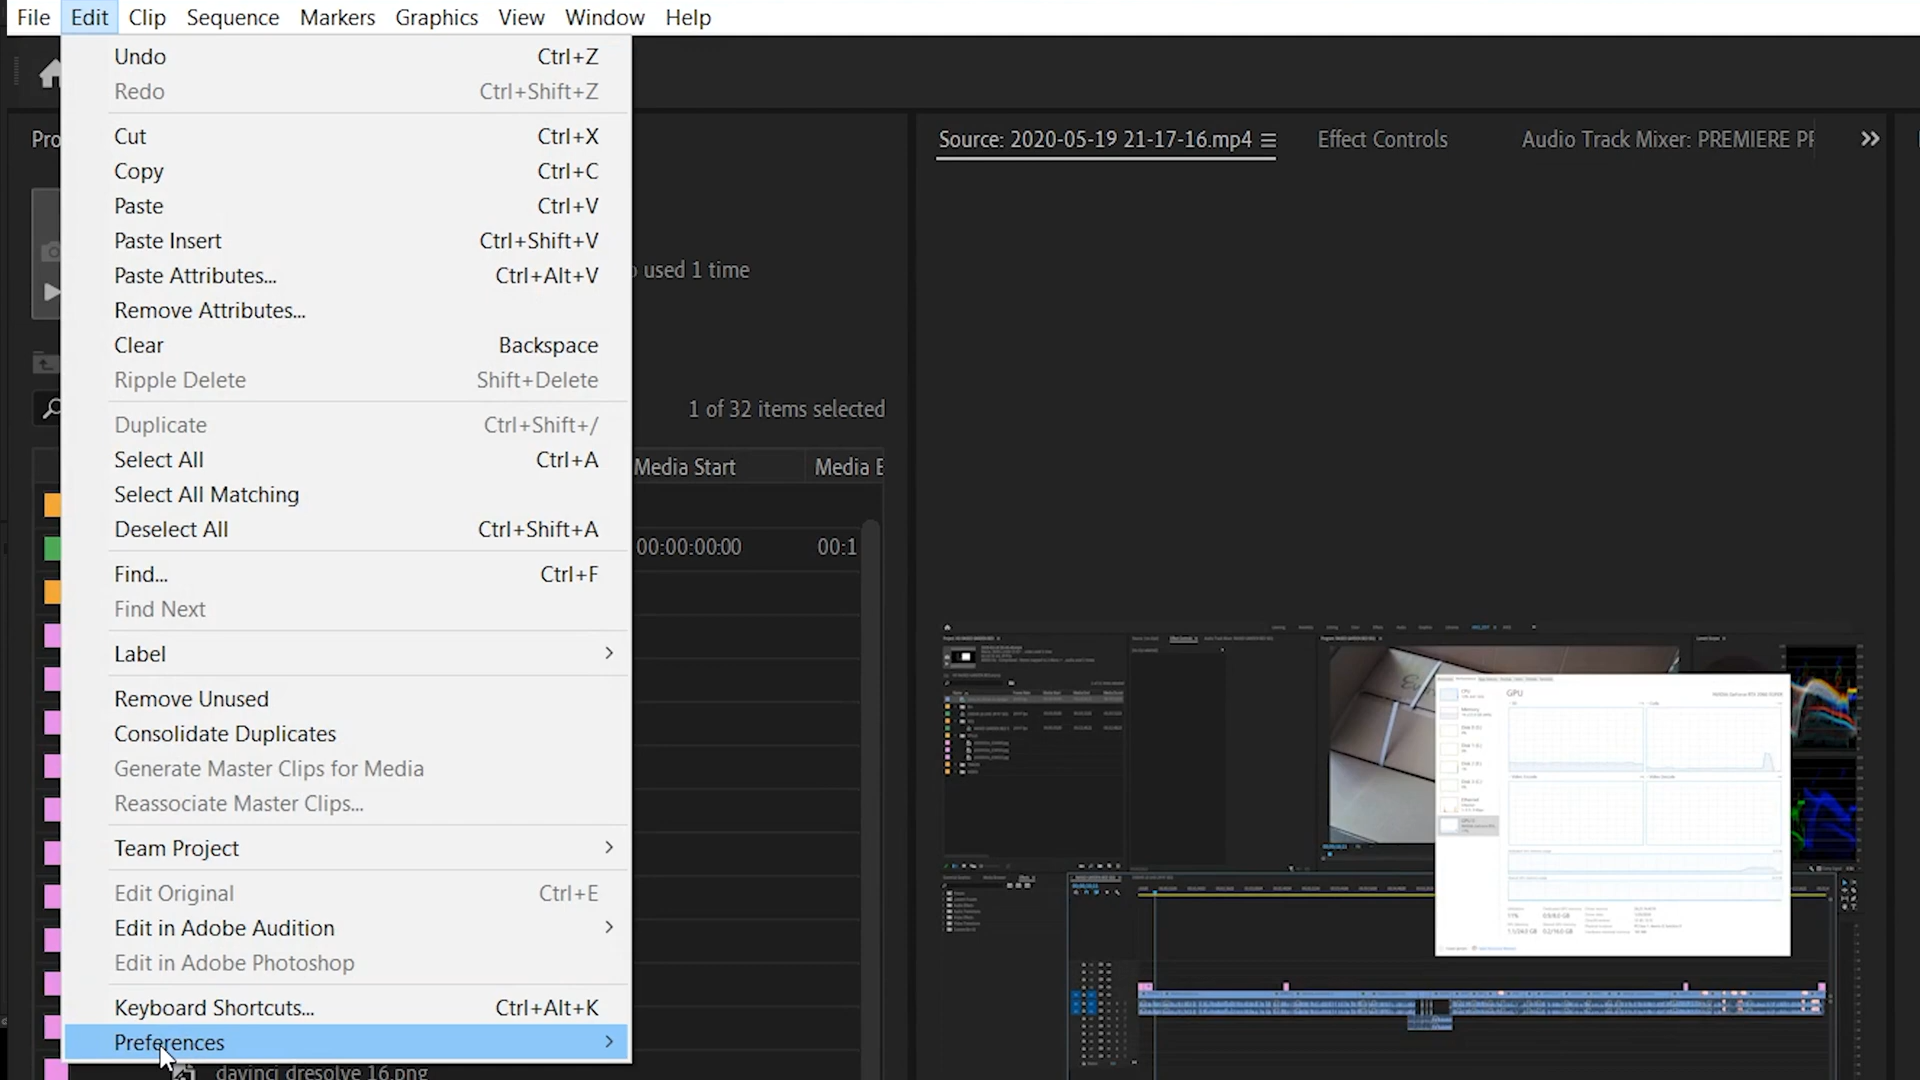 File Edit Clip Sequence Markers Graphics View Window Help
Undo Ctrl+Z
Redo Ctrl+Shift+Z
Cut Ctrl+X
Copy Ctrl+C
Paste Ctrl+V
Paste Insert Ctrl+Shift+V
Paste Attributes... Ctrl+Alt+V
Remove Attributes...
Clear Backspace
Ripple Delete Shift+Delete
Duplicate Ctrl+Shift+/
Select All Ctrl+A
Select All Matching
Deselect All Ctrl+Shift+A
Find... Ctrl+F
Find Next
Label
Remove Unused
Consolidate Duplicates
Generate Master Clips for Media
Reassociate Master Clips...
Team Project
Edit Original Ctrl+E
Edit in Adobe Audition
Edit in Adobe Photoshop
Keyboard Shortcuts... Ctrl+Alt+K
Preferences
davinci dresolve 16.png
Pro
used 1 time
1 of 32 items selected
Media Start Media E
00:00:00:00 00:1
Source: 2020-05-19 21-17-16.mp4 Effect Controls Audio Track Mixer: PREMIERE PR
GPU